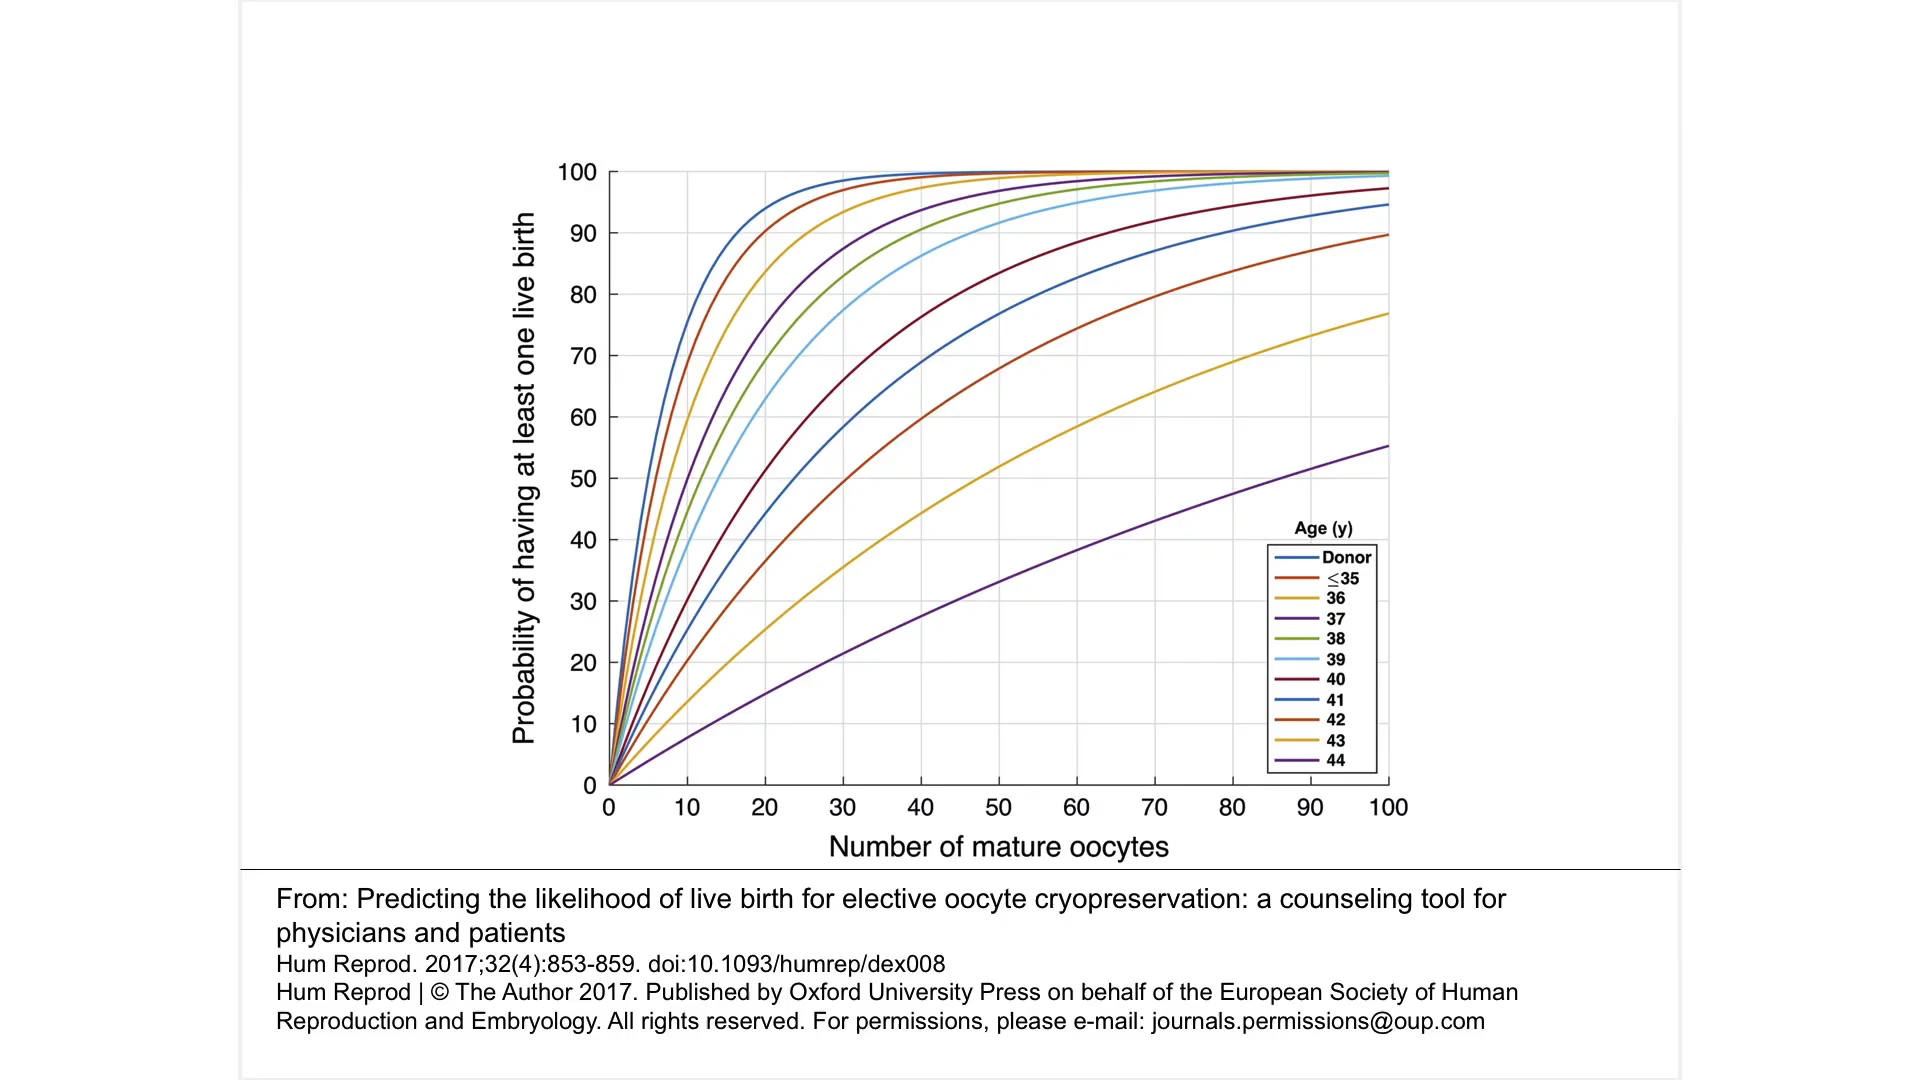 100
90
80
70
60
50
40
30
20
10
0
Probability of having at least one live birth
0 10 20 30 40 50 60 70 80 90 100
Number of mature oocytes
Age (y)
Donor
≤35
36
37
38
39
40
41
42
43
44
From: Predicting the likelihood of live birth for elective oocyte cryopreservation: a counseling tool for
physicians and patients
Hum Reprod. 2017;32(4):853-859. doi:10.1093/humrep/dex008
Hum Reprod | © The Author 2017. Published by Oxford University Press on behalf of the European Society of Human
Reproduction and Embryology. All rights reserved. For permissions, please e-mail: journals.permissions@oup.com